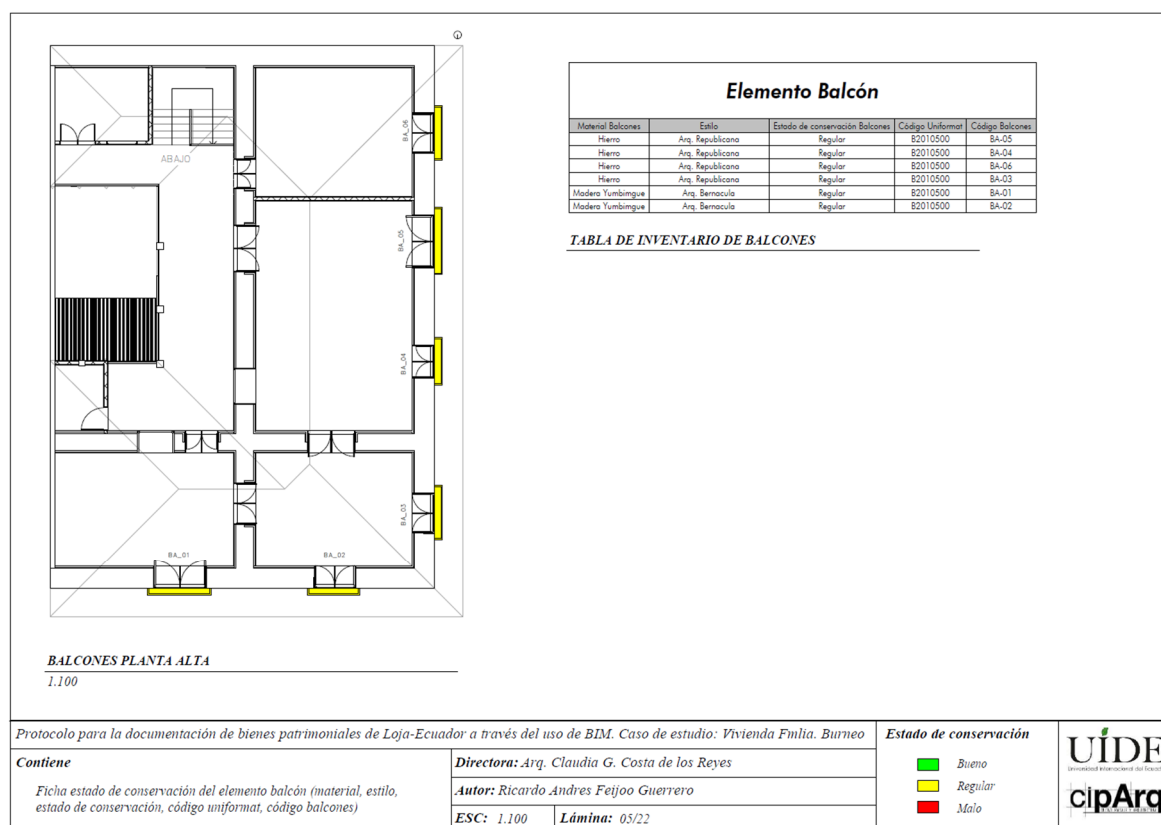 ABAJO
BA_06
BA_05
BA_04
BA_03
BA_01
BA_02
BALCONES PLANTA ALTA
1.100
Elemento Balcón
Material Balcones Estilo Estado de conservación Balcones Código Uniformat Código Balcones
Hierro Arq. Republicana Regular B2010500 BA-05
Hierro Arq. Republicana Regular B2010500 BA-04
Hierro Arq. Republicana Regular B2010500 BA-06
Hierro Arq. Republicana Regular B2010500 BA-03
Madera Yumbimgue Arq. Bernacula Regular B2010500 BA-01
Madera Yumbimgue Arq. Bernacula Regular B2010500 BA-02
TABLA DE INVENTARIO DE BALCONES
Protocolo para la documentación de bienes patrimoniales de Loja-Ecuador a través del uso de BIM. Caso de estudio: Vivienda Fmlia. Burneo
Contiene
Ficha estado de conservación del elemento balcón (material, estilo,
estado de conservación, código uniformat, código balcones)
Directora: Arq. Claudia G. Costa de los Reyes
Autor: Ricardo Andres Feijoo Guerrero
ESC: 1.100 Lámina: 05/22
Estado de conservación
Bueno
Regular
Malo
UÍDE
Universidad Internacional del Ecuad
cipArq